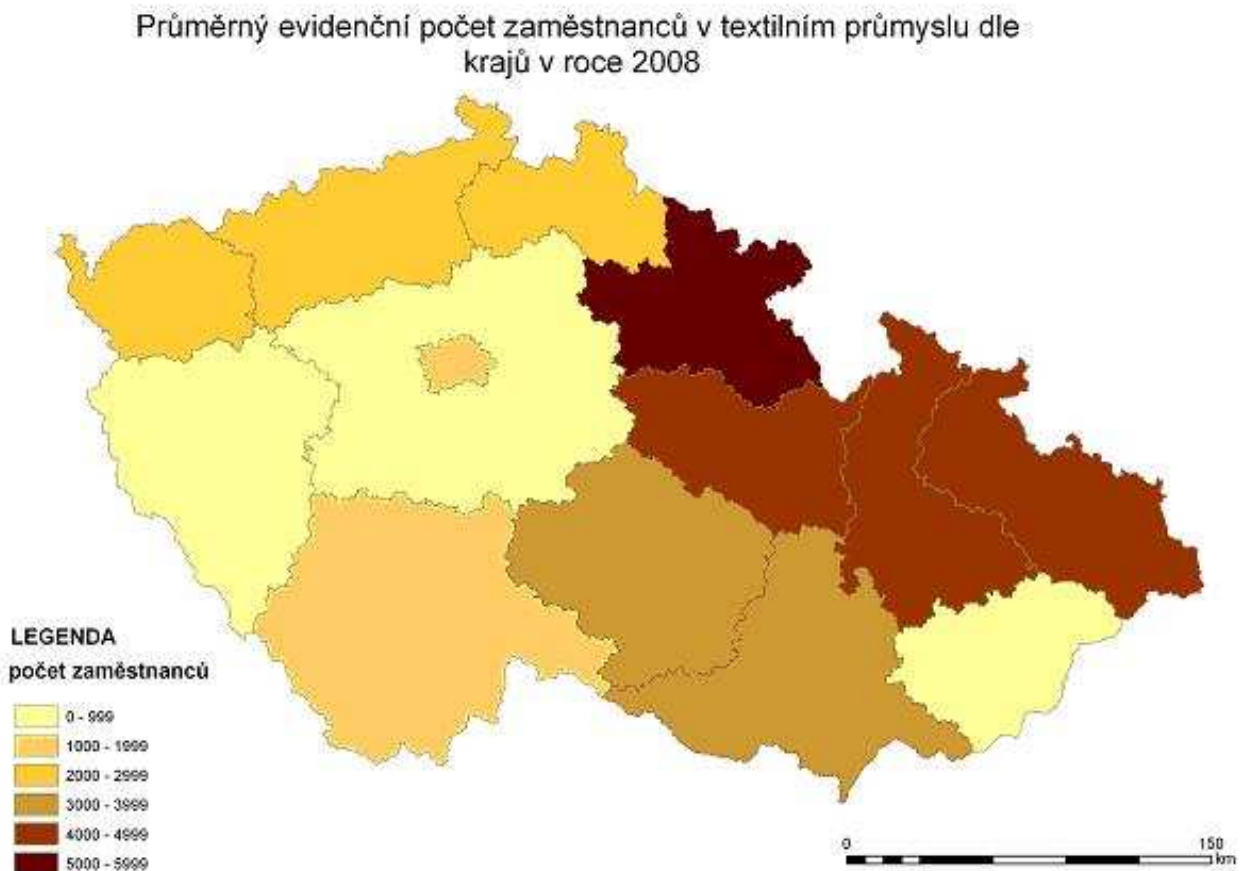 Průměrný evidenční počet zaměstnanců v textilním průmyslu dle
krajů v roce 2008
LEGENDA
počet zaměstnanců
0 - 999
1000 - 1999
2000 - 2999
3000 - 3999
4000 - 4999
5000 - 5999
0 150
km